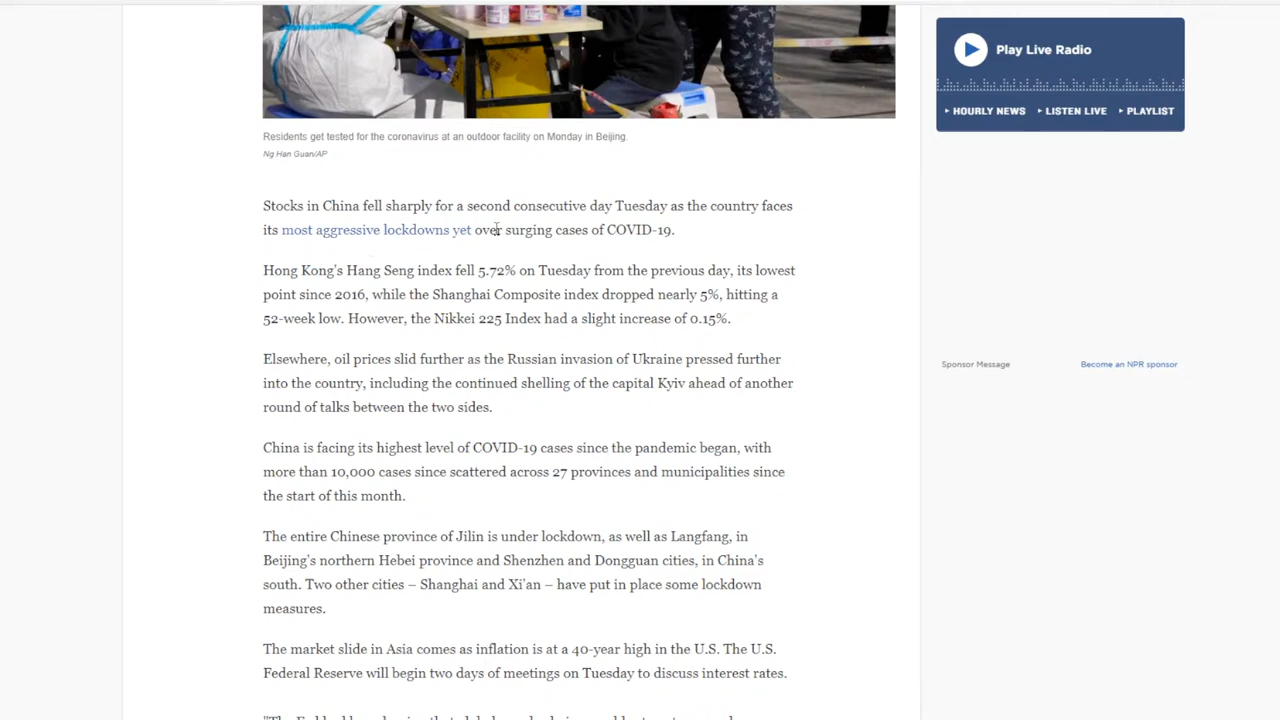 Play Live Radio
HOURLY NEWS LISTEN LIVE PLAYLIST
Residents get tested for the coronavirus at an outdoor facility on Monday in Beijing.
Ng Han Guan/AP
Stocks in China fell sharply for a second consecutive day Tuesday as the country faces
its most aggressive lockdowns yet over surging cases of COVID-19.
Hong Kong's Hang Seng index fell 5.72% on Tuesday from the previous day, its lowest
point since 2016, while the Shanghai Composite index dropped nearly 5%, hitting a
52-week low. However, the Nikkei 225 Index had a slight increase of 0.15%.
Elsewhere, oil prices slid further as the Russian invasion of Ukraine pressed further
into the country, including the continued shelling of the capital Kyiv ahead of another
round of talks between the two sides.
Sponsor Message
Become an NPR sponsor
China is facing its highest level of COVID-19 cases since the pandemic began, with
more than 10,000 cases since scattered across 27 provinces and municipalities since
the start of this month.
The entire Chinese province of Jilin is under lockdown, as well as Langfang, in
Beijing's northern Hebei province and Shenzhen and Dongguan cities, in China's
south. Two other cities – Shanghai and Xi'an – have put in place some lockdown
measures.
The market slide in Asia comes as inflation is at a 40-year high in the U.S. The U.S.
Federal Reserve will begin two days of meetings on Tuesday to discuss interest rates.